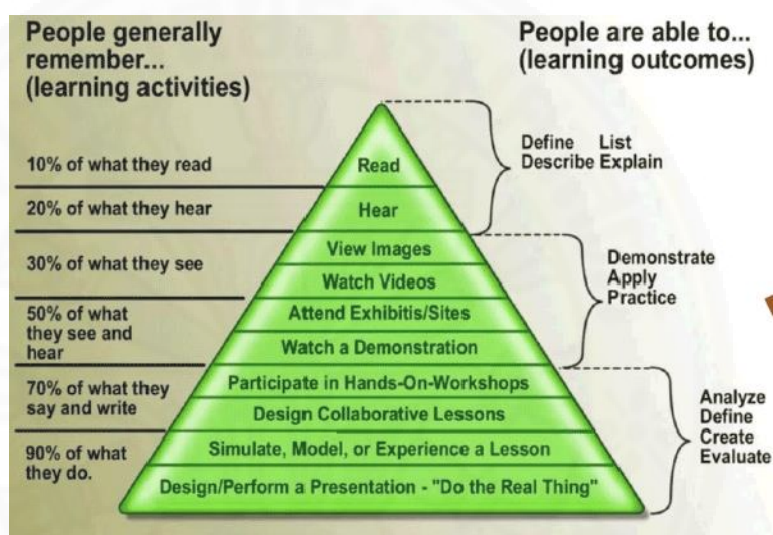 People generally
remember...
(learning activities)
People are able to...
(learning outcomes)
10% of what they read
20% of what they hear
30% of what they see
50% of what
they see and
hear
70% of what they
say and write
90% of what
they do.
Read
Hear
View Images
Watch Videos
Attend Exhibitis/Sites
Watch a Demonstration
Participate in Hands-On-Workshops
Design Collaborative Lessons
Simulate, Model, or Experience a Lesson
Design/Perform a Presentation - "Do the Real Thing"
Define List
Describe Explain
Demonstrate
Apply
Practice
Analyze
Define
Create
Evaluate